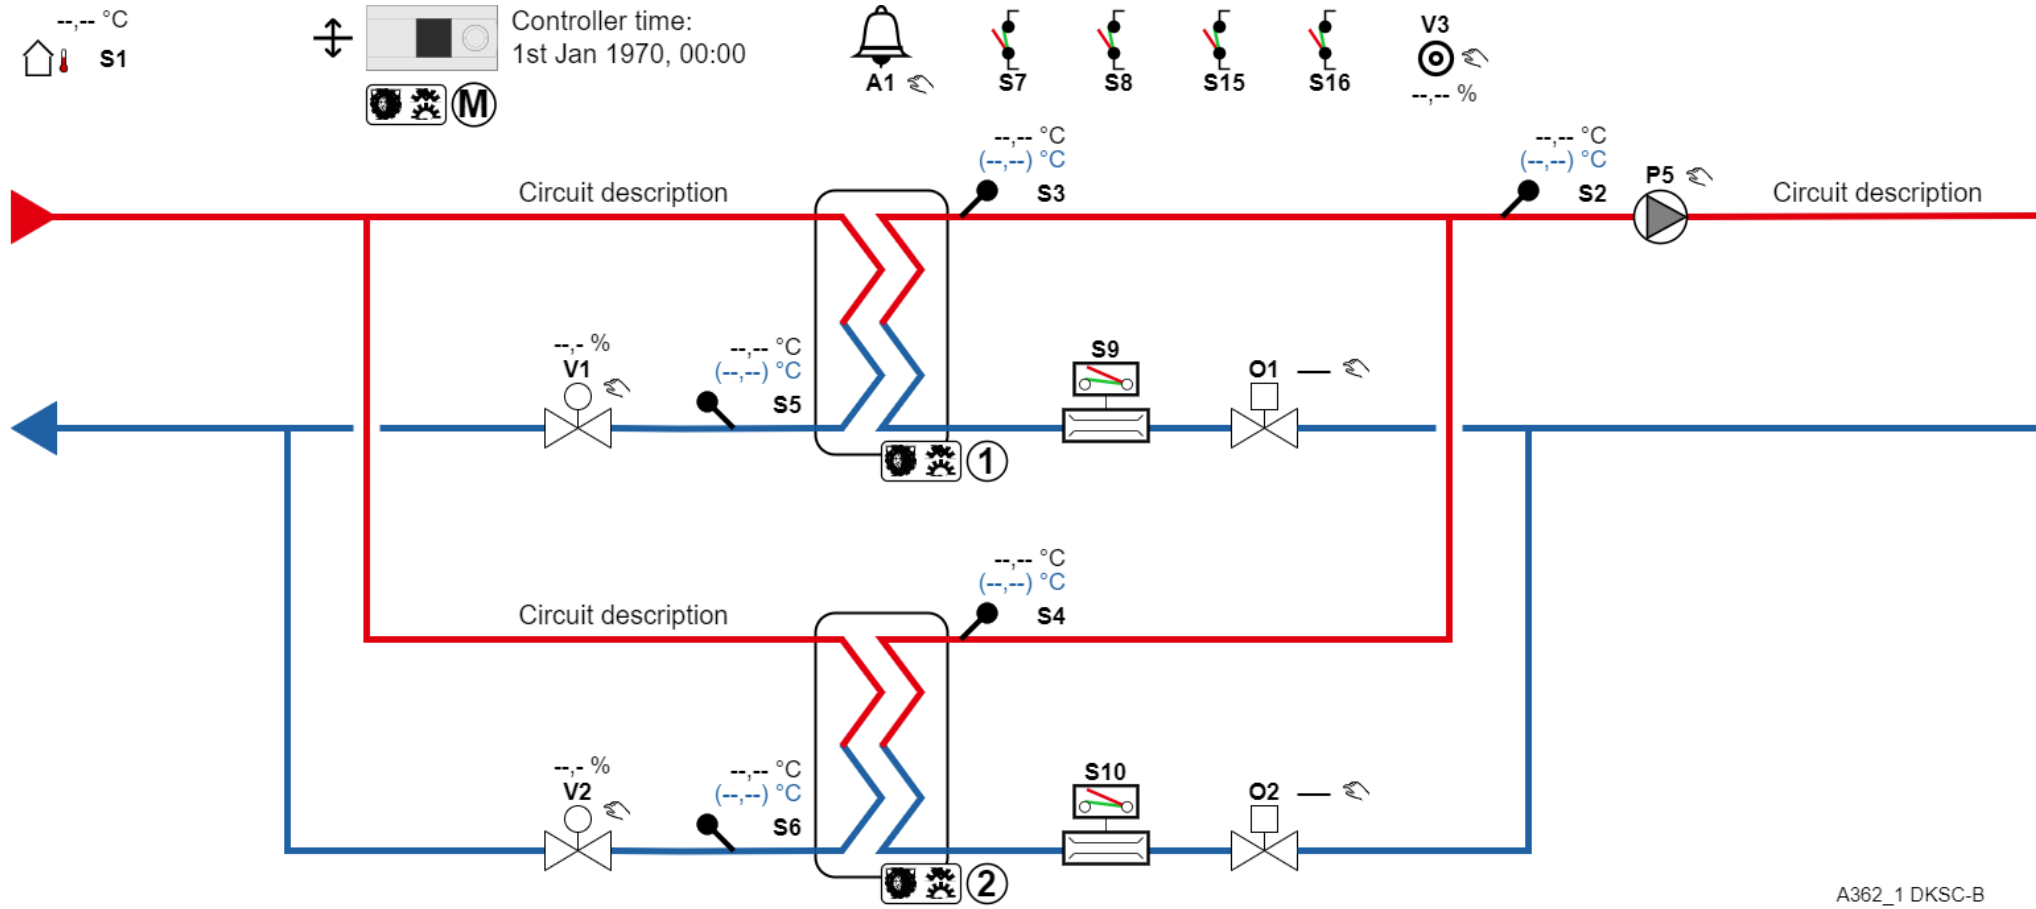 --,-- °C
S1
Controller time:
1st Jan 1970, 00:00
M
A1
S7
S8
S15
S16
V3
--,-- %
--,-- °C
(--,--) °C
S3
--,-- °C
(--,--) °C
S2
P5
Circuit description
Circuit description
--,- %
V1
--,-- °C
(--,--) °C
S5
S9
O1
1
--,-- °C
(--,--) °C
S4
Circuit description
--,- %
V2
--,-- °C
(--,--) °C
S6
S10
O2
2
A362_1 DKSC-B